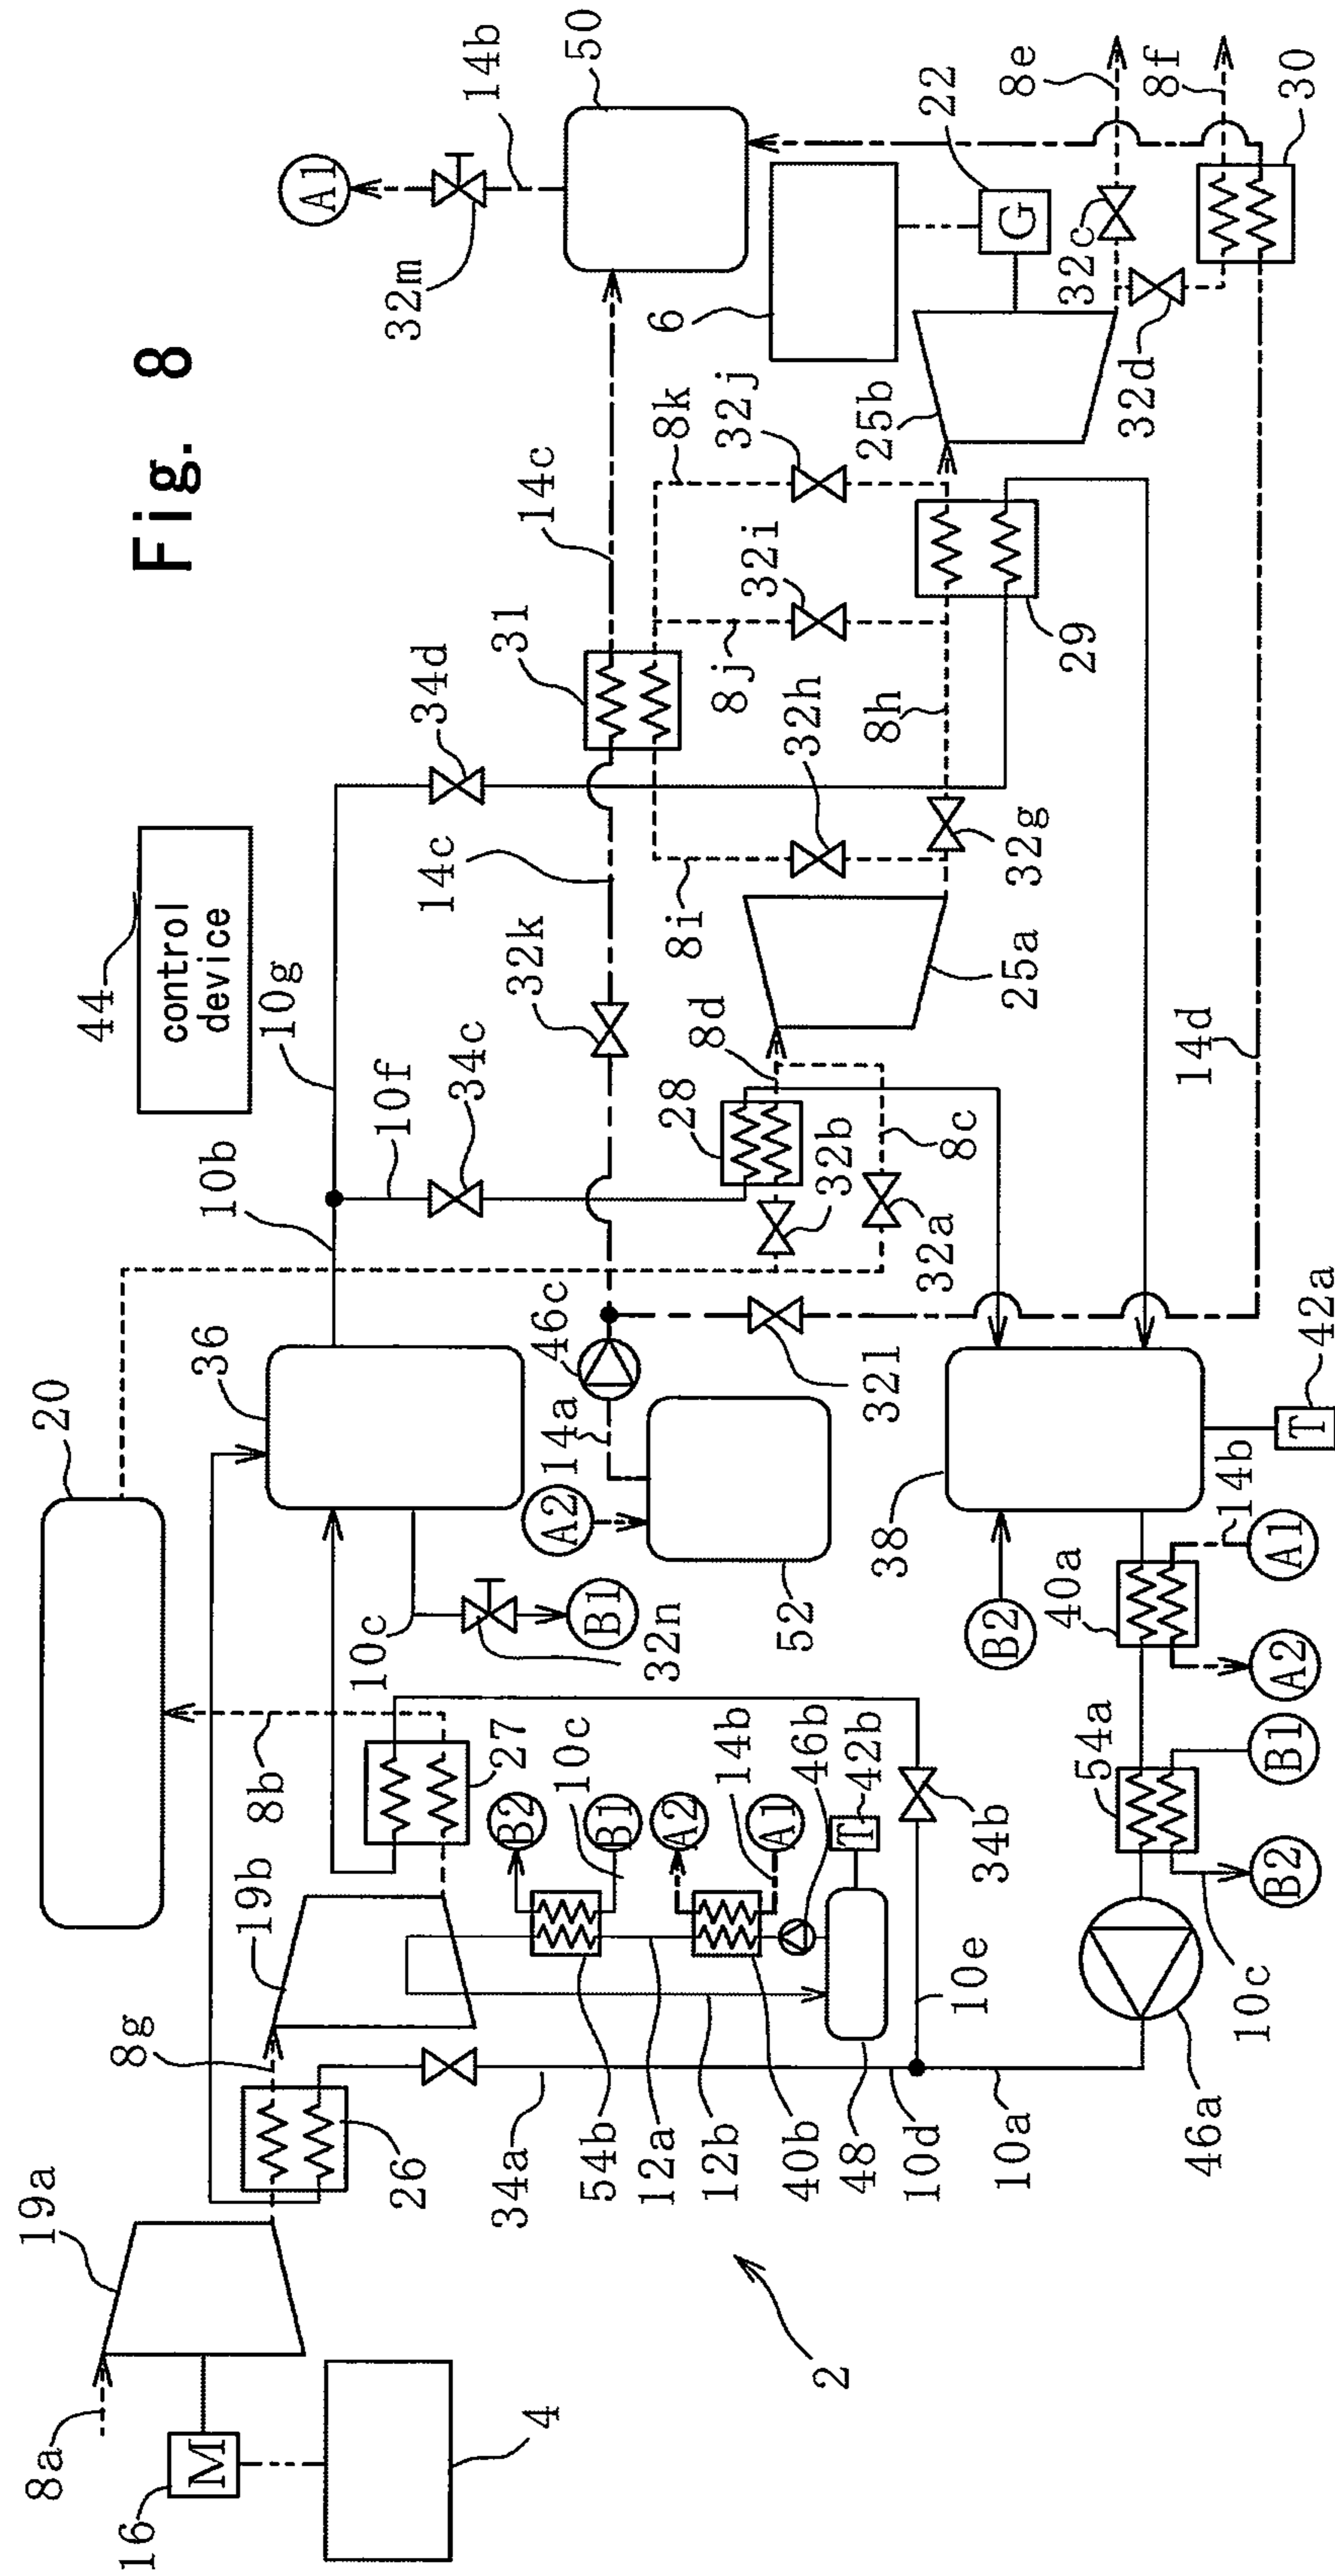 Fig. 8
44
control
device
20
36
10b
10g
10f
34c
34d
31
14c
14c
32k
A1
32m
14b
50
8k
32j
32i
8j
32h
8i
8h
32g
6
22
G
8e
8f
30
32c
32d
25b
29
25a
8d
28
32b
8c
32a
14d
46c
14a
A2
52
321
10c
32n
B1
8b
27
19b
8g
26
19a
8a
M
16
4
2
34a
54b
12a
12b
40b
48
10d
10e
10a
46a
B2
B1
10c
A2
A1
14b
46b
42b
T
34b
38
B2
40a
14b
A1
A2
54a
B1
B2
10c
T
42a